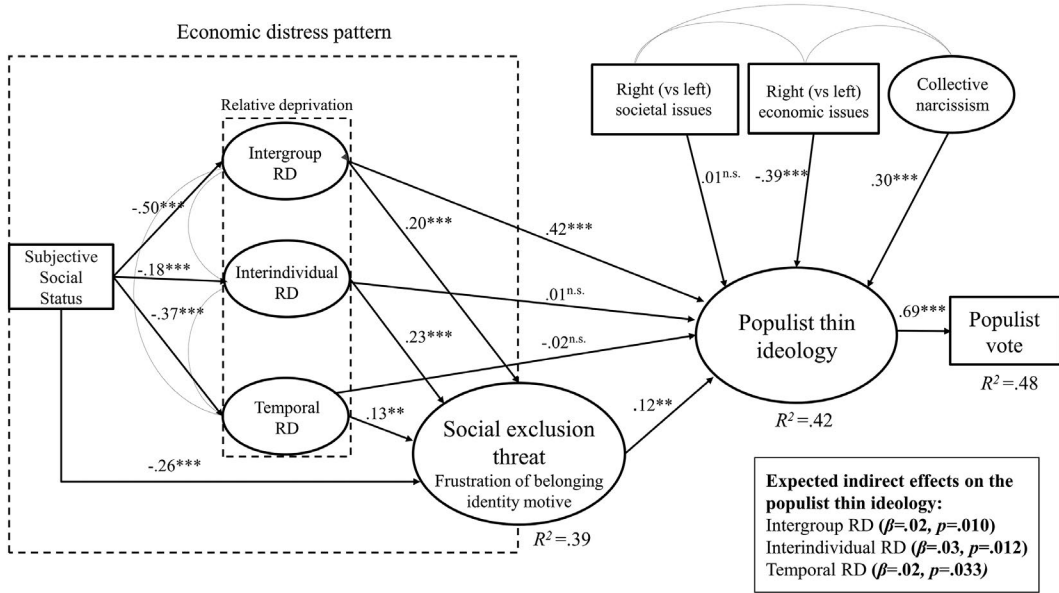 Economic distress pattern
Relative deprivation
Intergroup
RD
Interindividual
RD
Temporal
RD
Subjective
Social
Status
-.50***
-.18***
-.37***
-.26***
.20***
.23***
.13**
.42***
.01n.s.
-.02n.s.
Social exclusion
threat
Frustration of belonging
identity motive
R² =.39
.12**
Right (vs left)
societal issues
Right (vs left)
economic issues
Collective
narcissism
.01n.s.
-.39***
.30***
Populist thin
ideology
R² =.42
.69***
Populist
vote
R² =.48
Expected indirect effects on the
populist thin ideology:
Intergroup RD (β=.02, p=.010)
Interindividual RD (β=.03, p=.012)
Temporal RD (β=.02, p=.033)